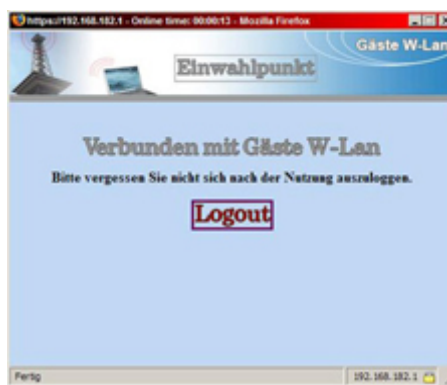 https://192.168.182.1 - Online time: 00:00:13 - Mozilla Firefox
Gäste W-Lan
Einwahlpunkt
Verbunden mit Gäste W-Lan
Bitte vergessen Sie nicht sich nach der Nutzung auszuloggen.
Logout
Fertig
192.168.182.1